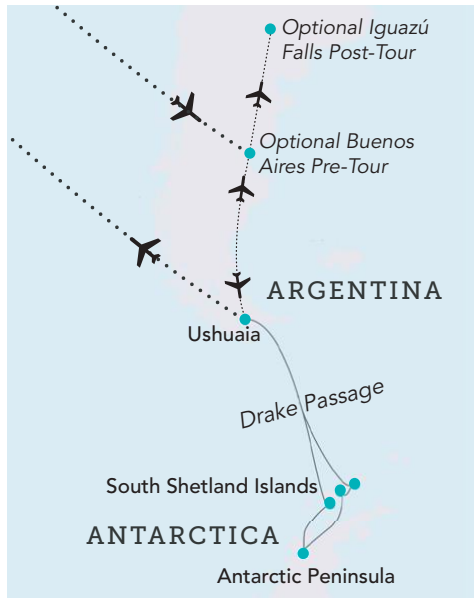 Optional Iguazú
Falls Post-Tour
Optional Buenos
Aires Pre-Tour
ARGENTINA
Ushuaia
Drake Passage
South Shetland Islands
ANTARCTICA
Antarctic Peninsula